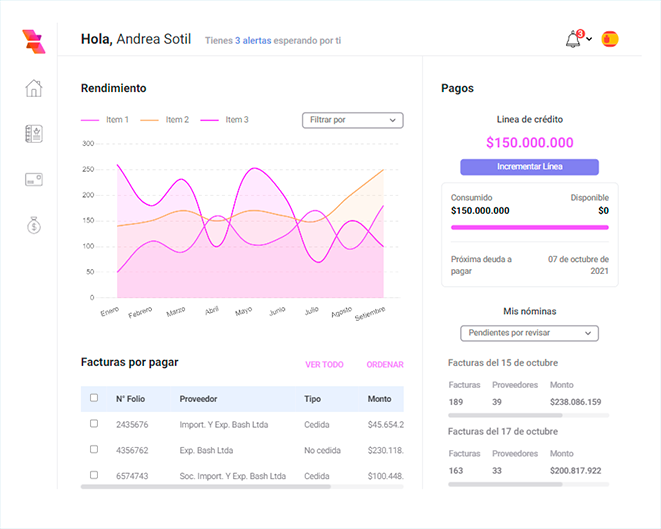 Hola, Andrea Sotil
Tienes 3 alertas esperando por ti
3
Rendimiento
Item 1 Item 2 Item 3
Filtrar por
300
250
200
150
100
50
0
Enero Febrero Marzo Abril Mayo Junio Julio Agosto Setiembre
Facturas por pagar
VER TODO ORDENAR
N° Folio Proveedor Tipo Monto
2435676 Import. Y Exp. Bash Ltda Cedida $45.654.2
4356762 Exp. Bash Ltda No cedida $230.118.
6574743 Soc. Import. Y Exp. Bash Ltda Cedida $100.448.
Pagos
Linea de crédito
$150.000.000
Incrementar Línea
Consumido Disponible
$150.000.000 $0
Próxima deuda a pagar
07 de octubre de 2021
Mis nóminas
Pendientes por revisar
Facturas del 15 de octubre
Facturas Proveedores Monto
189 39 $238.086.159
Facturas del 17 de octubre
Facturas Proveedores Monto
163 33 $200.817.922